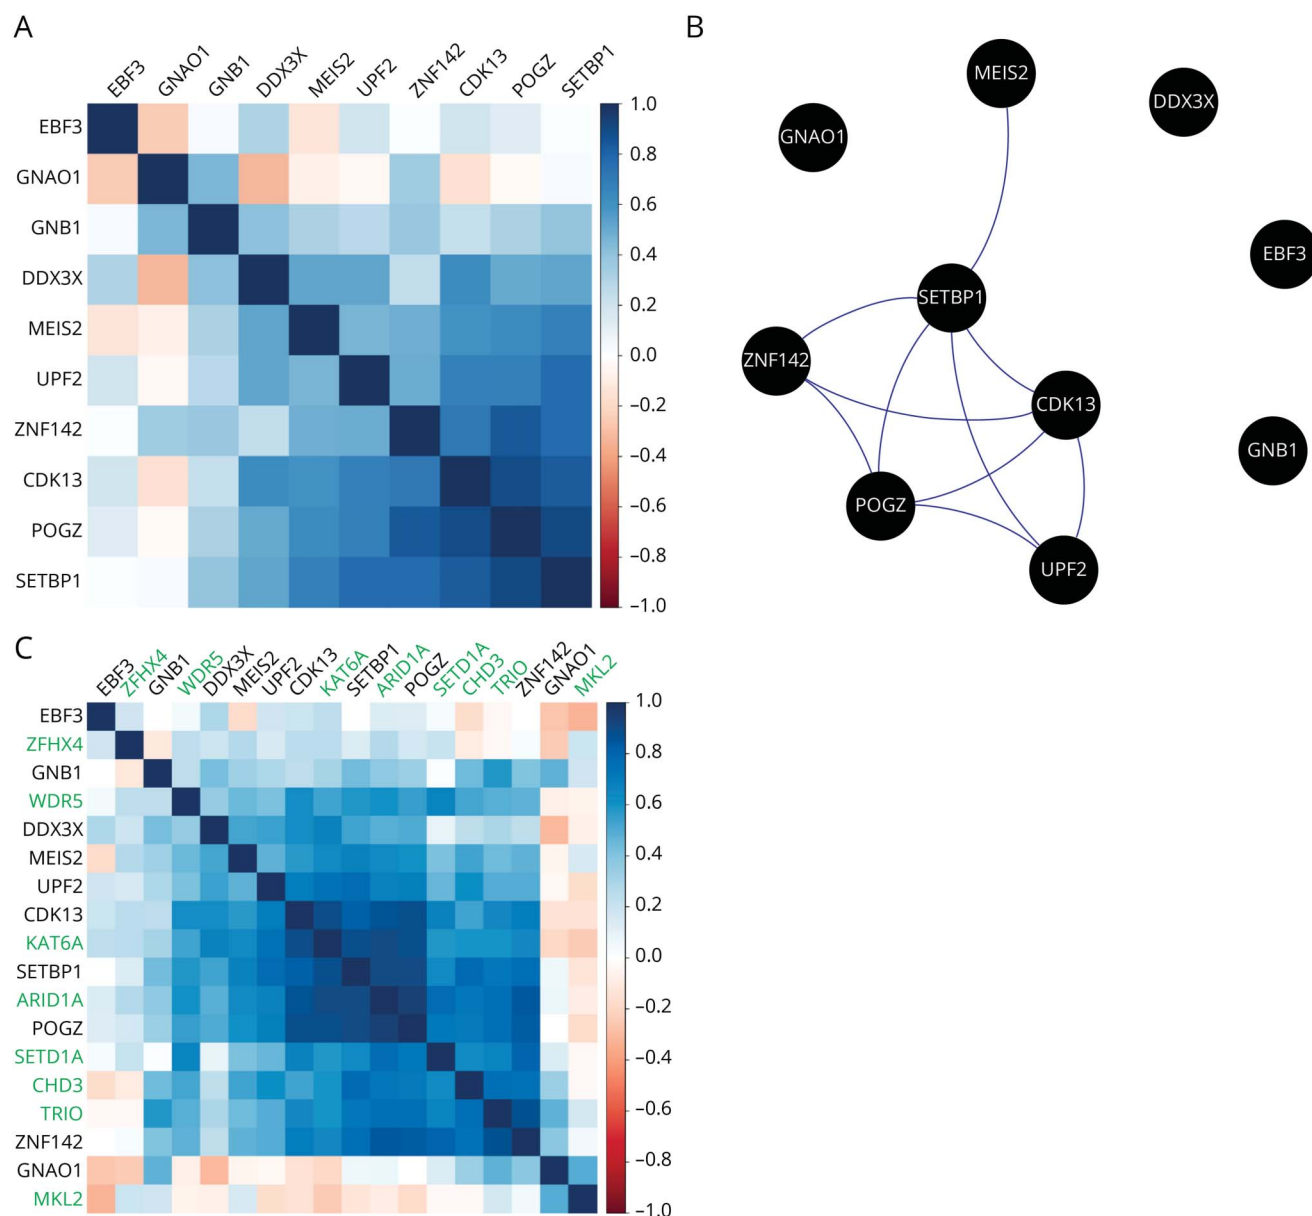 A
EBF3 GNAO1 GNB1 DDX3X MEIS2 UPF2 ZNF142 CDK13 POGZ SETBP1
EBF3
GNAO1
GNB1
DDX3X
MEIS2
UPF2
ZNF142
CDK13
POGZ
SETBP1
1.0
0.8
0.6
0.4
0.2
0.0
−0.2
−0.4
−0.6
−0.8
−1.0
B
MEIS2
DDX3X
GNAO1
EBF3
SETBP1
ZNF142
CDK13
GNB1
POGZ
UPF2
C
EBF3 ZFHX4 GNB1 WDR5 DDX3X MEIS2 UPF2 CDK13 KAT6A SETBP1 ARID1A POGZ SETD1A CHD3 TRIO ZNF142 GNAO1 MKL2
EBF3
ZFHX4
GNB1
WDR5
DDX3X
MEIS2
UPF2
CDK13
KAT6A
SETBP1
ARID1A
POGZ
SETD1A
CHD3
TRIO
ZNF142
GNAO1
MKL2
1.0
0.8
0.6
0.4
0.2
0.0
−0.2
−0.4
−0.6
−0.8
−1.0